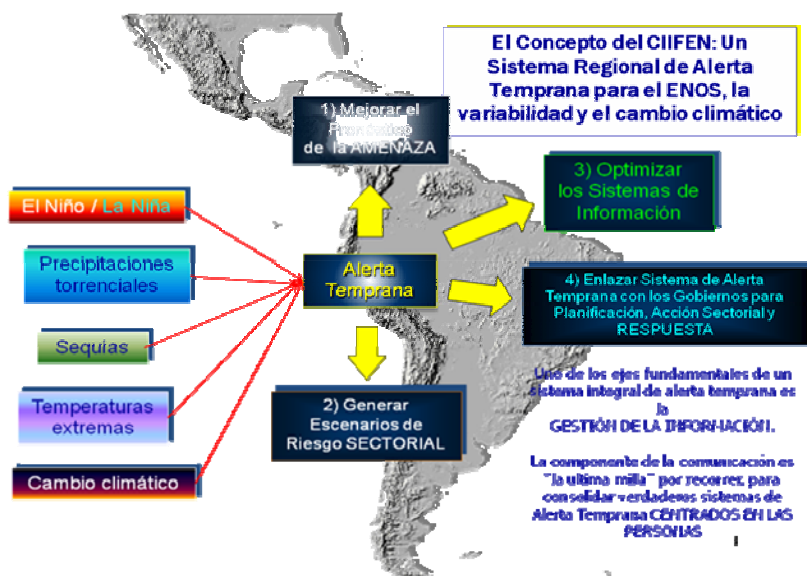 El Concepto del CIIFEN: Un
Sistema Regional de Alerta
Temprana para el ENOS, la
variabilidad y el cambio climático
1) Mejorar el
Pronóstico
de la AMENAZA
3) Optimizar
los Sistemas de
Información
El Niño / La Niña
Precipitaciones
torrenciales
Sequías
Temperaturas
extremas
Cambio climático
Alerta
Temprana
4) Enlazar Sistema de Alerta
Temprana con los Gobiernos para
Planificación, Acción Sectorial y
RESPUESTA
2) Generar
Escenarios de
Riesgo SECTORIAL
Uno de los ejes fundamentales de un
sistema integral de alerta temprana es
la
GESTIÓN DE LA INFORMACIÓN.
La componente de la comunicación es
"la ultima milla" por recorrer, para
consolidar verdaderos sistemas de
Alerta Temprana CENTRADOS EN LAS
PERSONAS